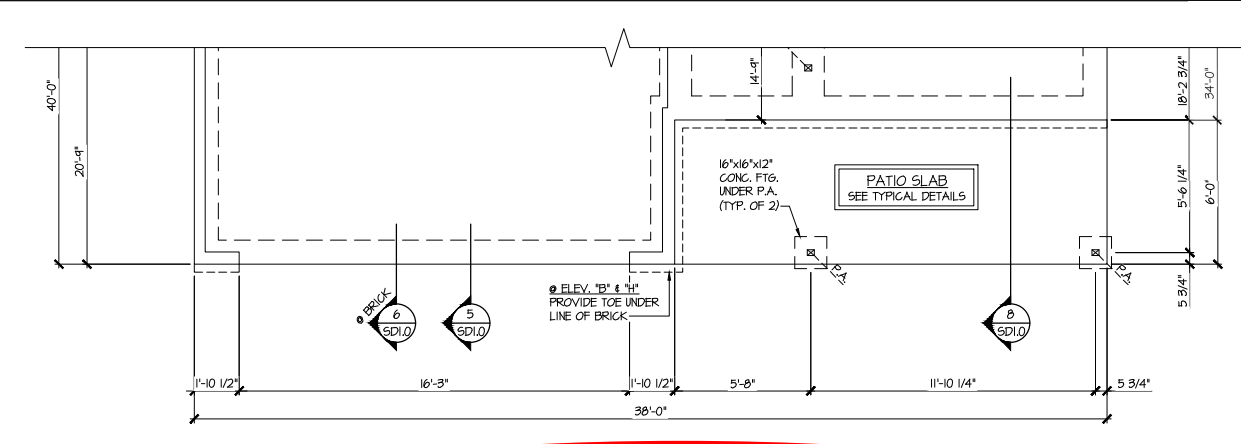 40'-0"
20'-9"
14'-9"
18'-2 3/4"
34'-0"
16"x16"x12"
CONC. FTG.
UNDER P.A.
(TYP. OF 2)
PATIO SLAB
SEE TYPICAL DETAILS
5'-6 1/4"
6'-0"
P.A.
P.A.
5 3/4"
@ ELEV. "B" & "H"
PROVIDE TOE UNDER
LINE OF BRICK
@ BRICK
6
SD1.0
5
SD1.0
8
SD1.0
1'-10 1/2"
16'-3"
1'-10 1/2"
5'-8"
11'-10 1/4"
5 3/4"
38'-0"